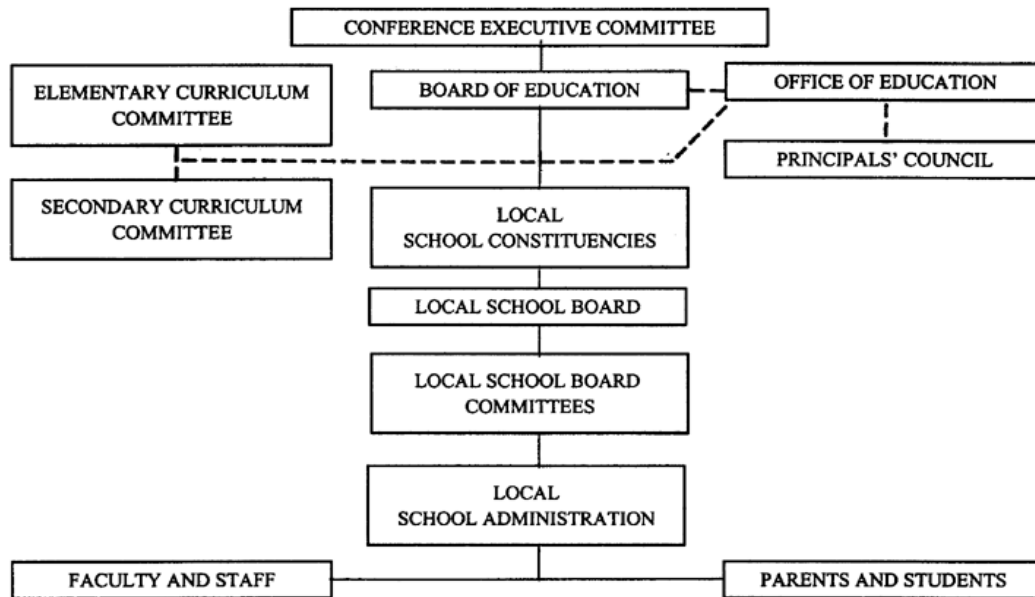 CONFERENCE EXECUTIVE COMMITTEE
ELEMENTARY CURRICULUM
COMMITTEE
BOARD OF EDUCATION
OFFICE OF EDUCATION
PRINCIPALS' COUNCIL
SECONDARY CURRICULUM
COMMITTEE
LOCAL
SCHOOL CONSTITUENCIES
LOCAL SCHOOL BOARD
LOCAL SCHOOL BOARD
COMMITTEES
LOCAL
SCHOOL ADMINISTRATION
FACULTY AND STAFF
PARENTS AND STUDENTS